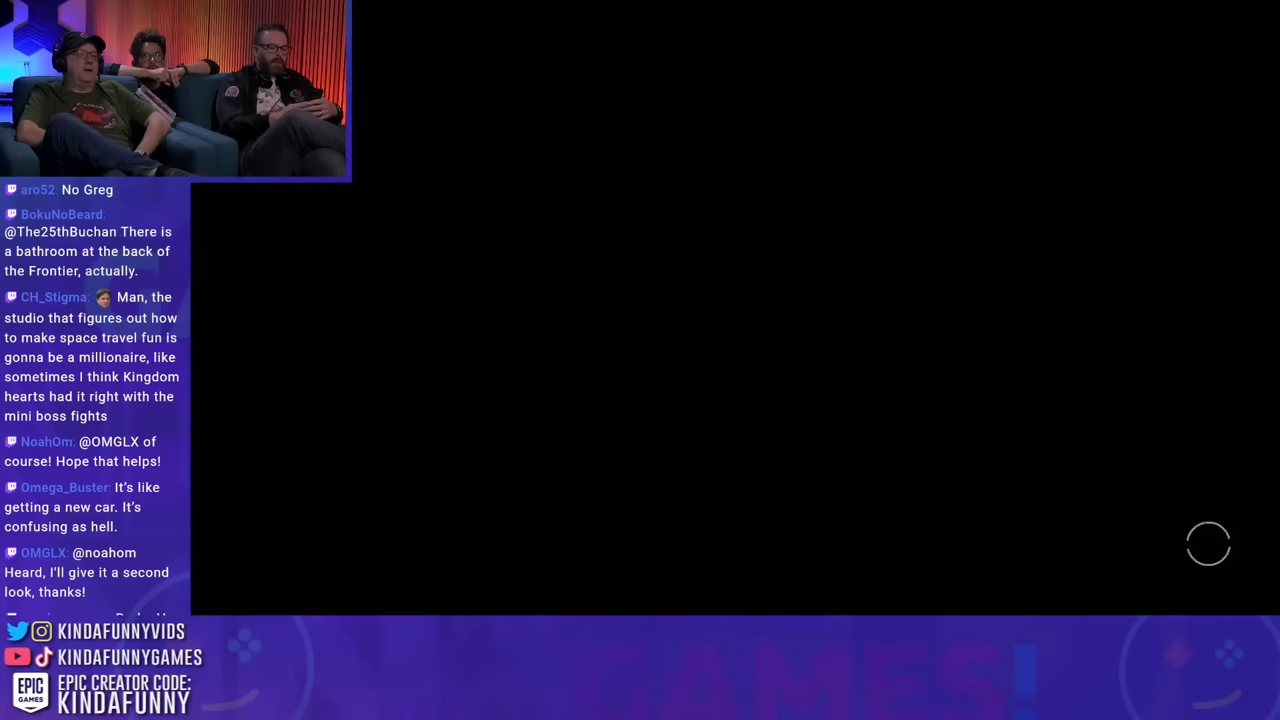 aro52: No Greg
BokuNoBeard:
@The25thBuchan There is
a bathroom at the back of
the Frontier, actually.
CH_Stigma: Man, the
studio that figures out how
to make space travel fun is
gonna be a millionaire, like
sometimes I think Kingdom
hearts had it right with the
mini boss fights
NoahOm: @OMGLX of
course! Hope that helps!
Omega_Buster: It's like
getting a new car. It's
confusing as hell.
OMGLX: @noahom
Heard, I'll give it a second
look, thanks!
KINDAFUNNYVIDS
KINDAFUNNYGAMES
EPIC GAMES
EPIC CREATOR CODE:
KINDAFUNNY
GAMES!